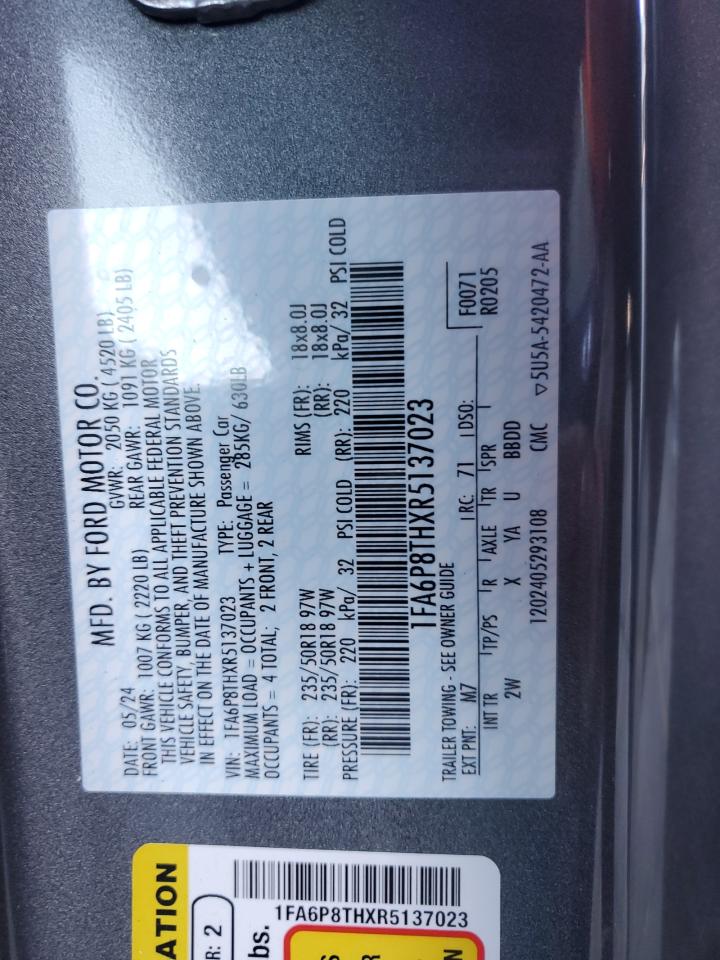 MFD. BY FORD MOTOR CO.
DATE: 05/24 GVWR: 2050 KG ( 4520 LB)
FRONT GAWR: 1007 KG ( 2220 LB) REAR GAWR: 1091 KG ( 2405 LB)
THIS VEHICLE CONFORMS TO ALL APPLICABLE FEDERAL MOTOR
VEHICLE SAFETY, BUMPER, AND THEFT PREVENTION STANDARDS
IN EFFECT ON THE DATE OF MANUFACTURE SHOWN ABOVE.
VIN: 1FA6P8THXR5137023 TYPE: Passenger Car
MAXIMUM LOAD = OCCUPANTS + LUGGAGE = 285KG/ 630LB
OCCUPANTS = 4 TOTAL; 2 FRONT, 2 REAR
TIRE (FR): 235/50R18 97W RIMS (FR): 18x8.0J
(RR): 235/50R18 97W (RR): 18x8.0J
PRESSURE (FR): 220 kPa/ 32 PSI COLD (RR): 220 kPa/ 32 PSI COLD
1FA6P8THXR5137023
TRAILER TOWING - SEE OWNER GUIDE
EXT PNT: M7 RC: 71 DSO: F0071
R0205
INT TR TP/PS R AXLE TR SPR
2W X YA U BBDD
1202405293108 CMC ▽5U5A-5420472-AA
ATION
R: 2
1FA6P8THXR5137023
bs.
S
R
N